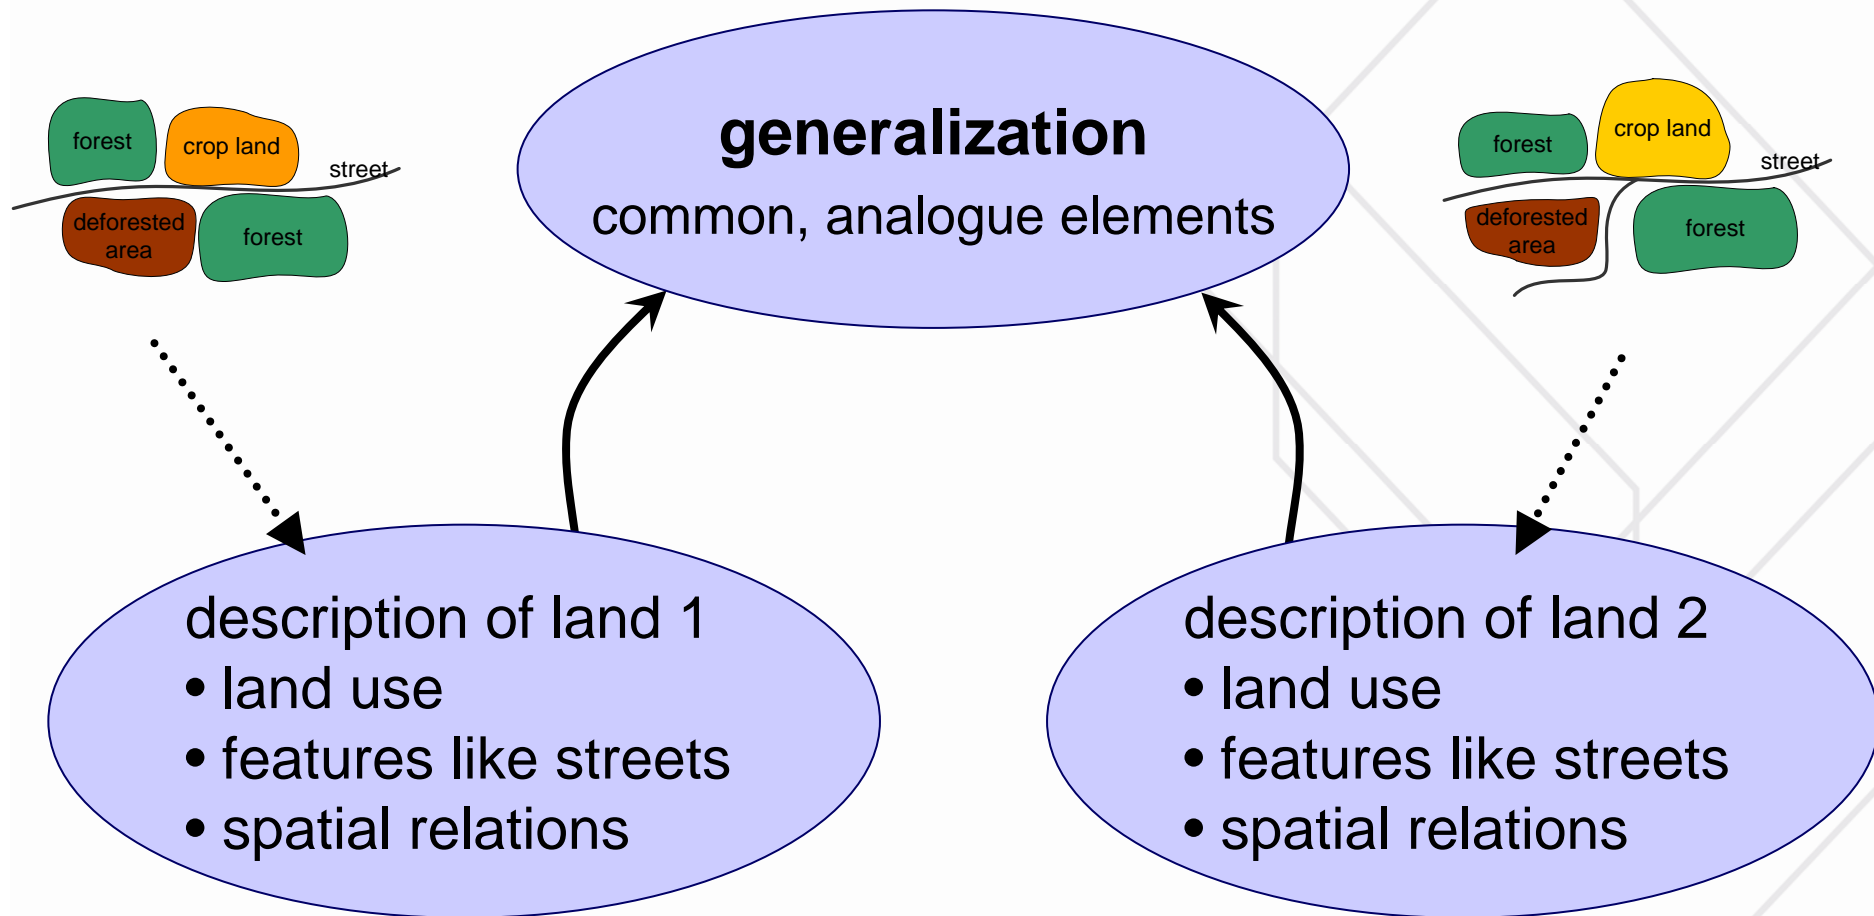 forest
crop land
street
deforested
area
forest
generalization
common, analogue elements
forest
crop land
street
deforested
area
forest
description of land 1
• land use
• features like streets
• spatial relations
description of land 2
• land use
• features like streets
• spatial relations